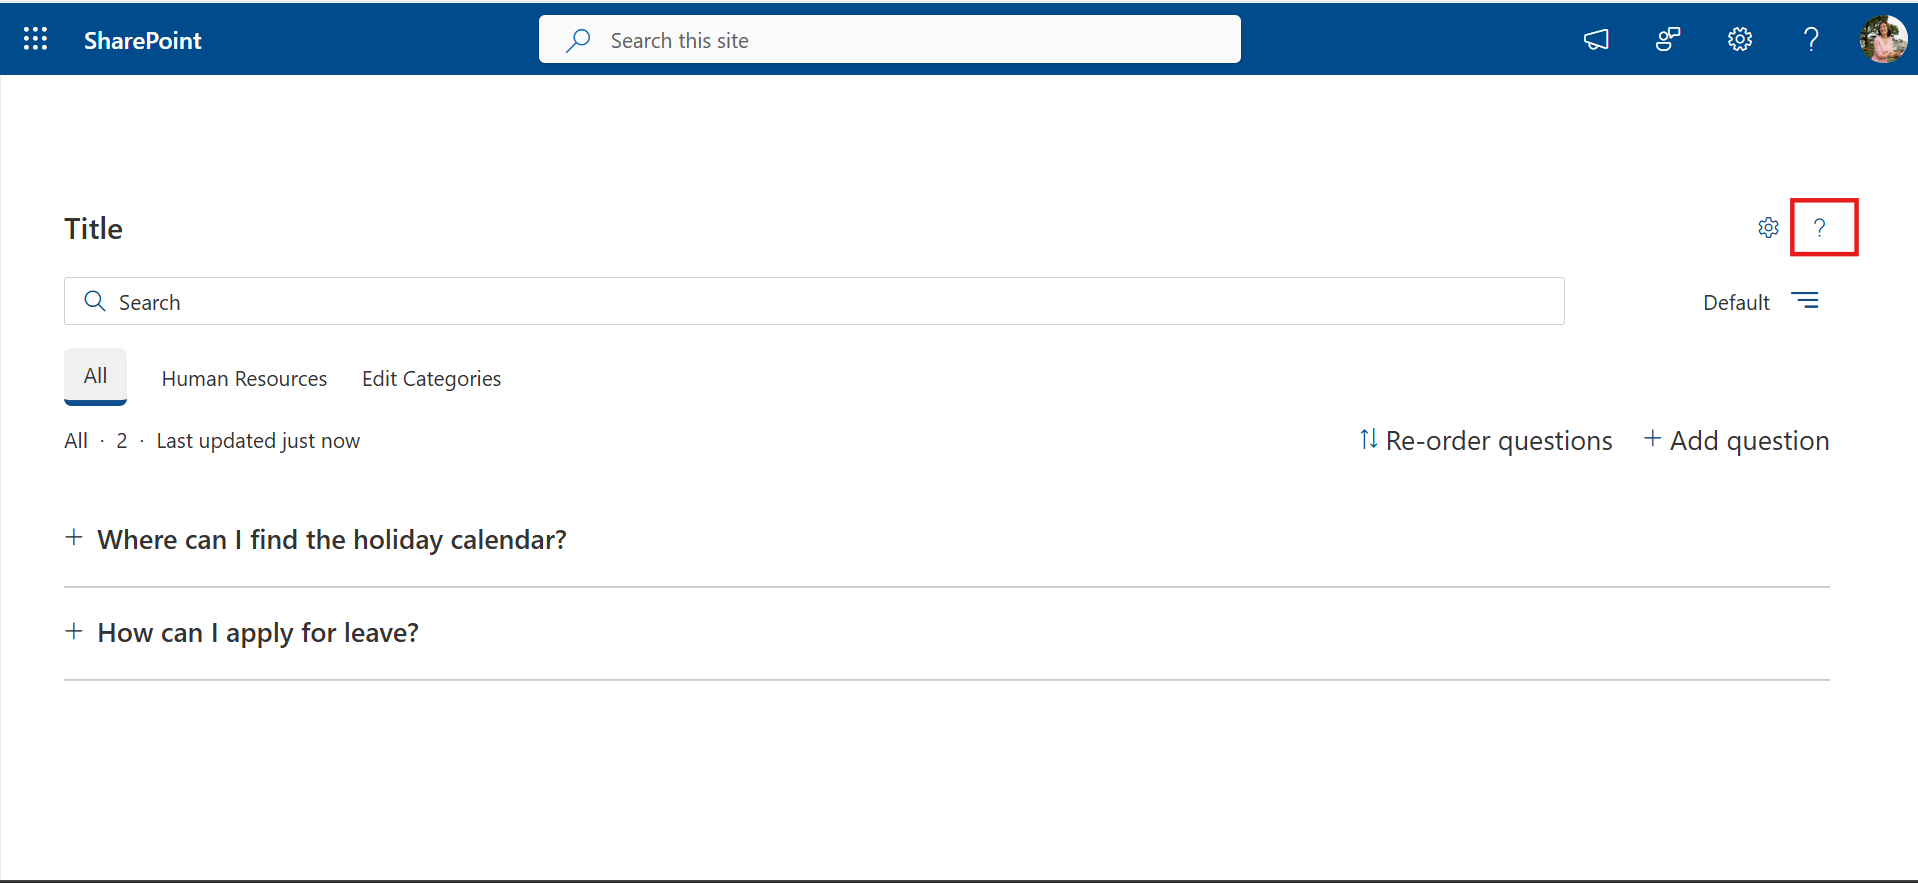 SharePoint
Search this site
Title
?
Search
Default
All
Human Resources
Edit Categories
All · 2 · Last updated just now
Re-order questions
+ Add question
+ Where can I find the holiday calendar?
+ How can I apply for leave?